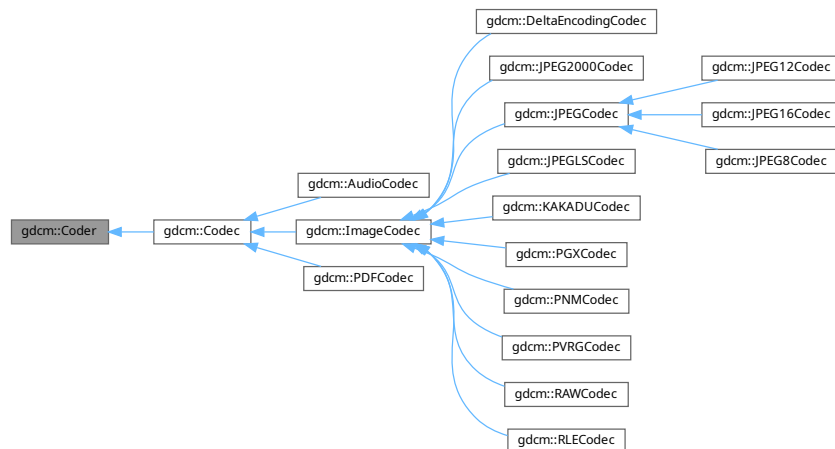 gdcm::DeltaEncodingCodec
gdcm::JPEG2000Codec
gdcm::JPEG12Codec
gdcm::JPEGCodec
gdcm::JPEG16Codec
gdcm::JPEGLSCodec
gdcm::JPEG8Codec
gdcm::AudioCodec
gdcm::KAKADUCodec
gdcm::Coder
gdcm::Codec
gdcm::ImageCodec
gdcm::PGXCodec
gdcm::PDFCodec
gdcm::PNMCodec
gdcm::PVRGCodec
gdcm::RAWCodec
gdcm::RLECodec